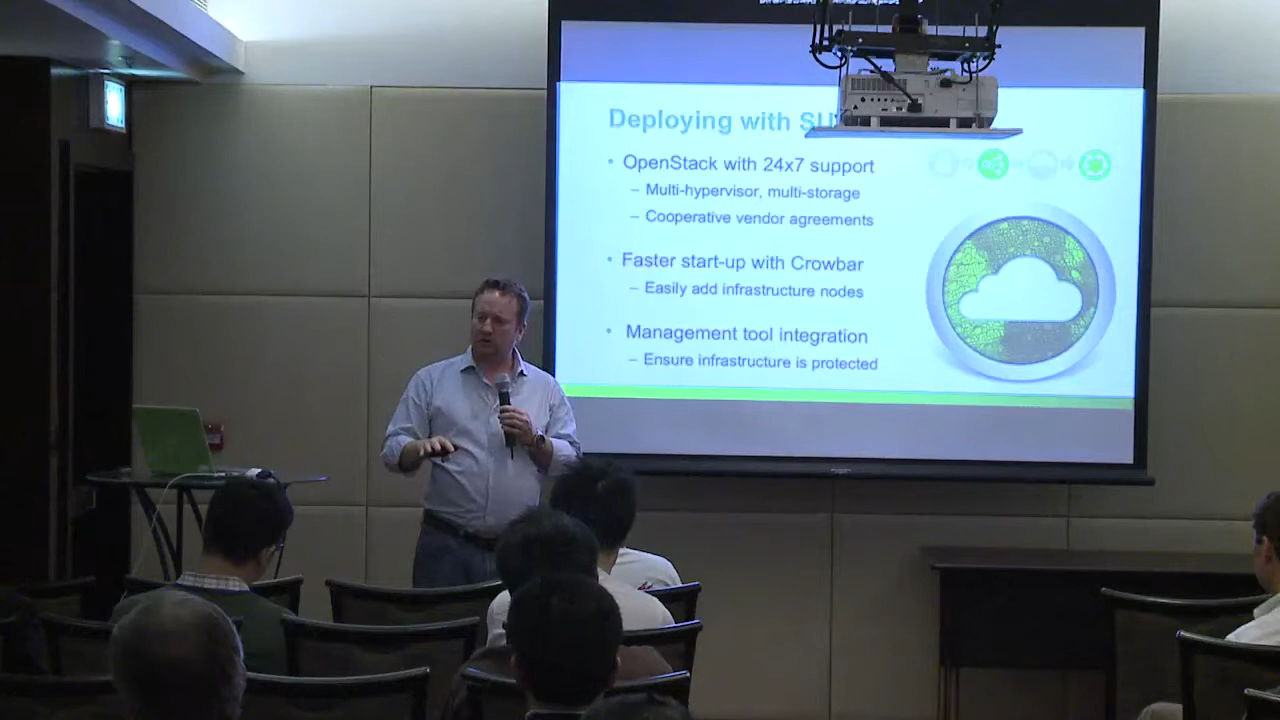 Deploying with SU
• OpenStack with 24x7 support
– Multi-hypervisor, multi-storage
– Cooperative vendor agreements
• Faster start-up with Crowbar
– Easily add infrastructure nodes
• Management tool integration
– Ensure infrastructure is protected